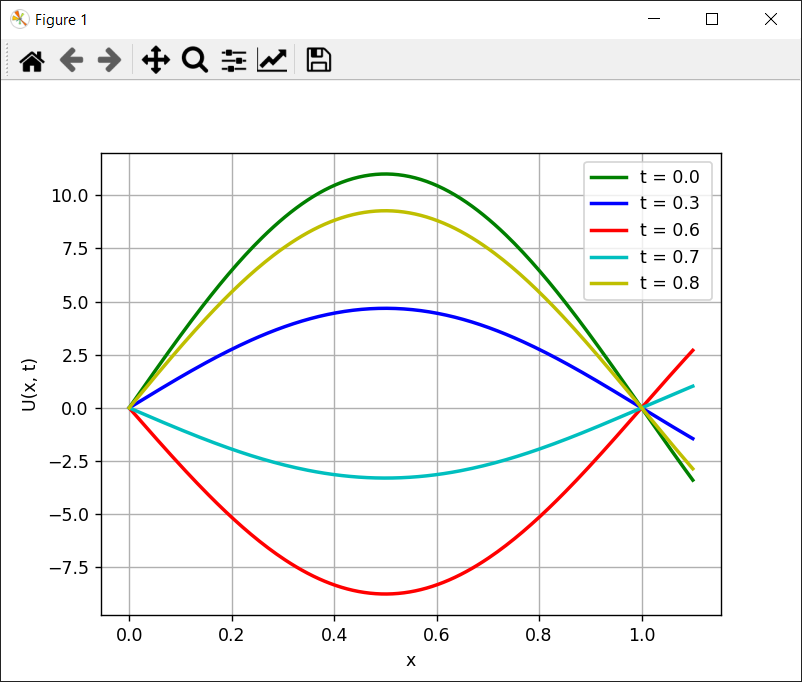 Figure 1
t = 0.0
t = 0.3
t = 0.6
t = 0.7
t = 0.8
10.0
7.5
5.0
2.5
0.0
−2.5
−5.0
−7.5
U(x, t)
0.0 0.2 0.4 0.6 0.8 1.0
x